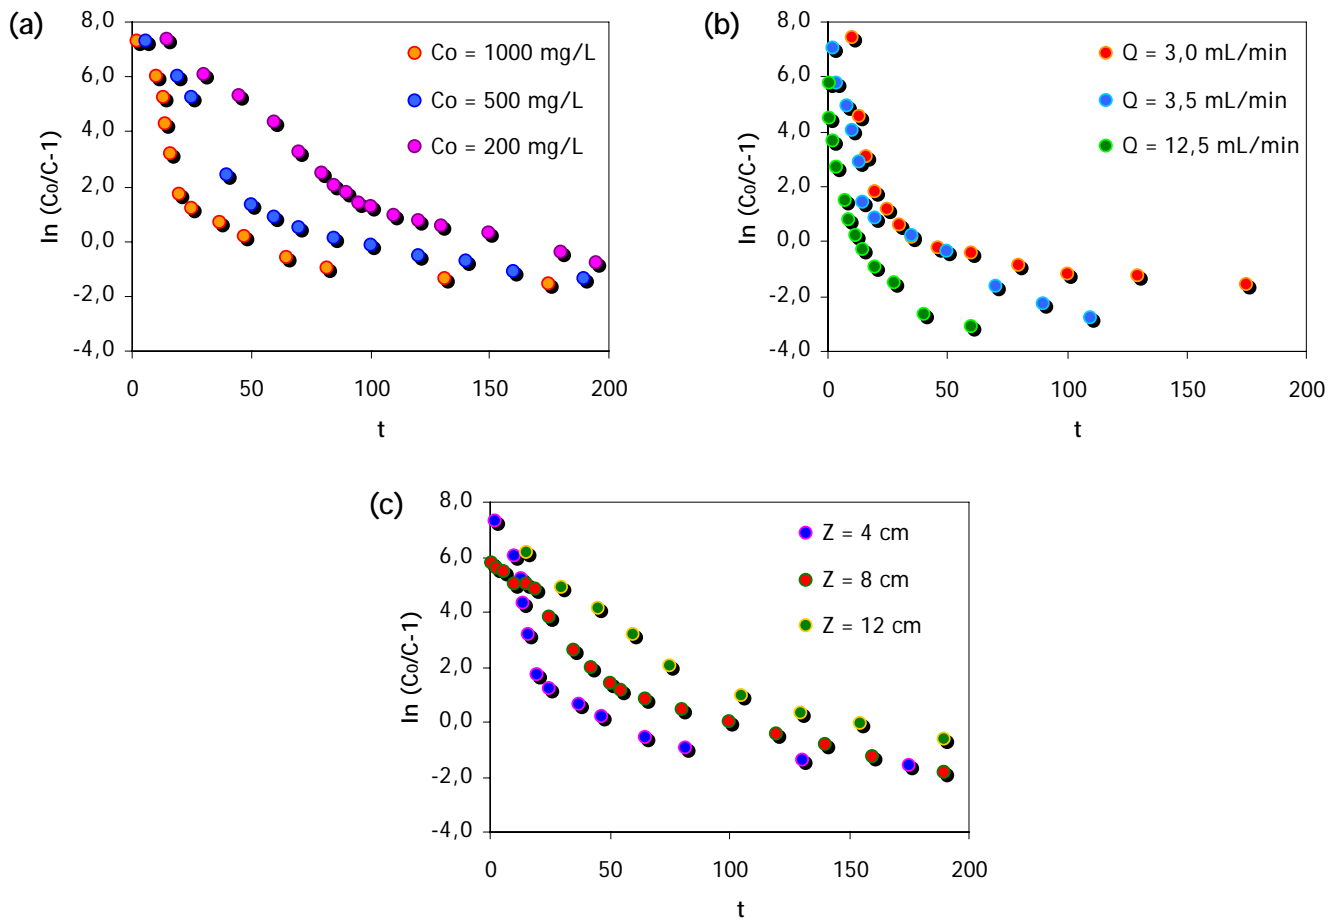 (a)
8,0
6,0
4,0
2,0
0,0
-2,0
-4,0
ln (C₀/C-1)
Co = 1000 mg/L
Co = 500 mg/L
Co = 200 mg/L
0 50 100 150 200
t
(b)
8,0
6,0
4,0
2,0
0,0
-2,0
-4,0
ln (C₀/C-1)
Q = 3,0 mL/min
Q = 3,5 mL/min
Q = 12,5 mL/min
0 50 100 150 200
t
(c)
8,0
6,0
4,0
2,0
0,0
-2,0
-4,0
ln (C₀/C-1)
Z = 4 cm
Z = 8 cm
Z = 12 cm
0 50 100 150 200
t